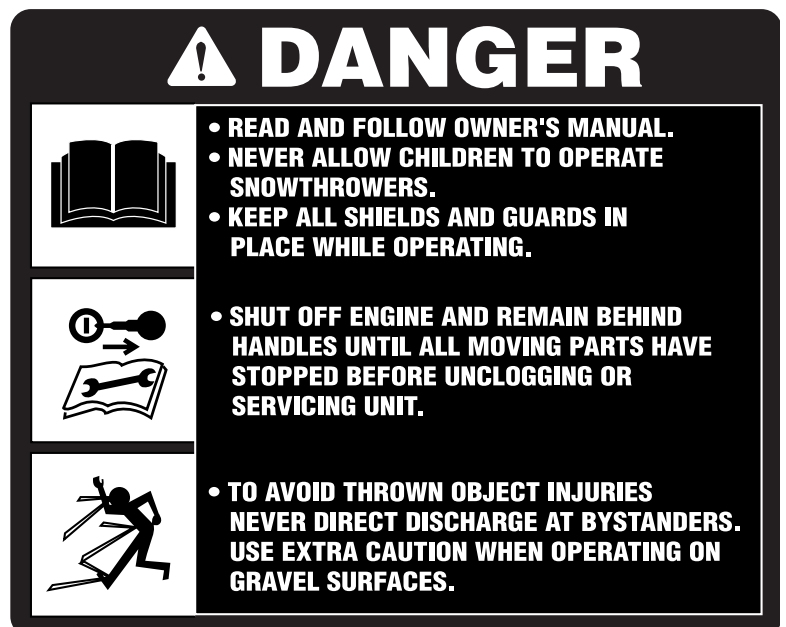 DANGER
• READ AND FOLLOW OWNER'S MANUAL.
• NEVER ALLOW CHILDREN TO OPERATE
SNOWTHROWERS.
• KEEP ALL SHIELDS AND GUARDS IN
PLACE WHILE OPERATING.
• SHUT OFF ENGINE AND REMAIN BEHIND
HANDLES UNTIL ALL MOVING PARTS HAVE
STOPPED BEFORE UNCLOGGING OR
SERVICING UNIT.
• TO AVOID THROWN OBJECT INJURIES
NEVER DIRECT DISCHARGE AT BYSTANDERS.
USE EXTRA CAUTION WHEN OPERATING ON
GRAVEL SURFACES.